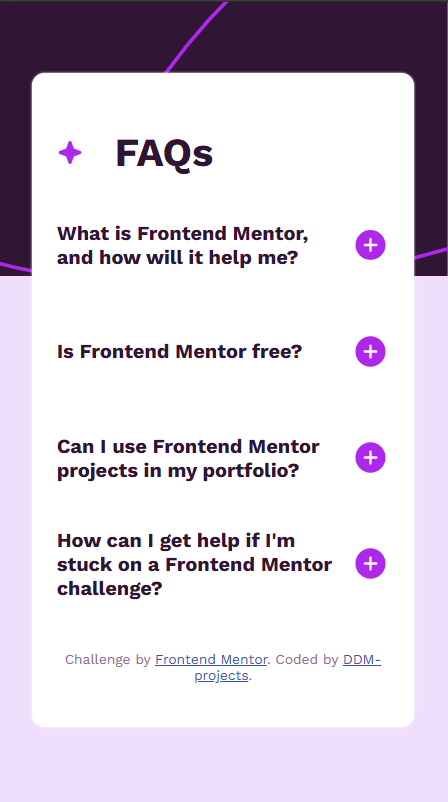 FAQs
What is Frontend Mentor,
and how will it help me?
Is Frontend Mentor free?
Can I use Frontend Mentor
projects in my portfolio?
How can I get help if I'm
stuck on a Frontend Mentor
challenge?
Challenge by Frontend Mentor. Coded by DDM-
projects.